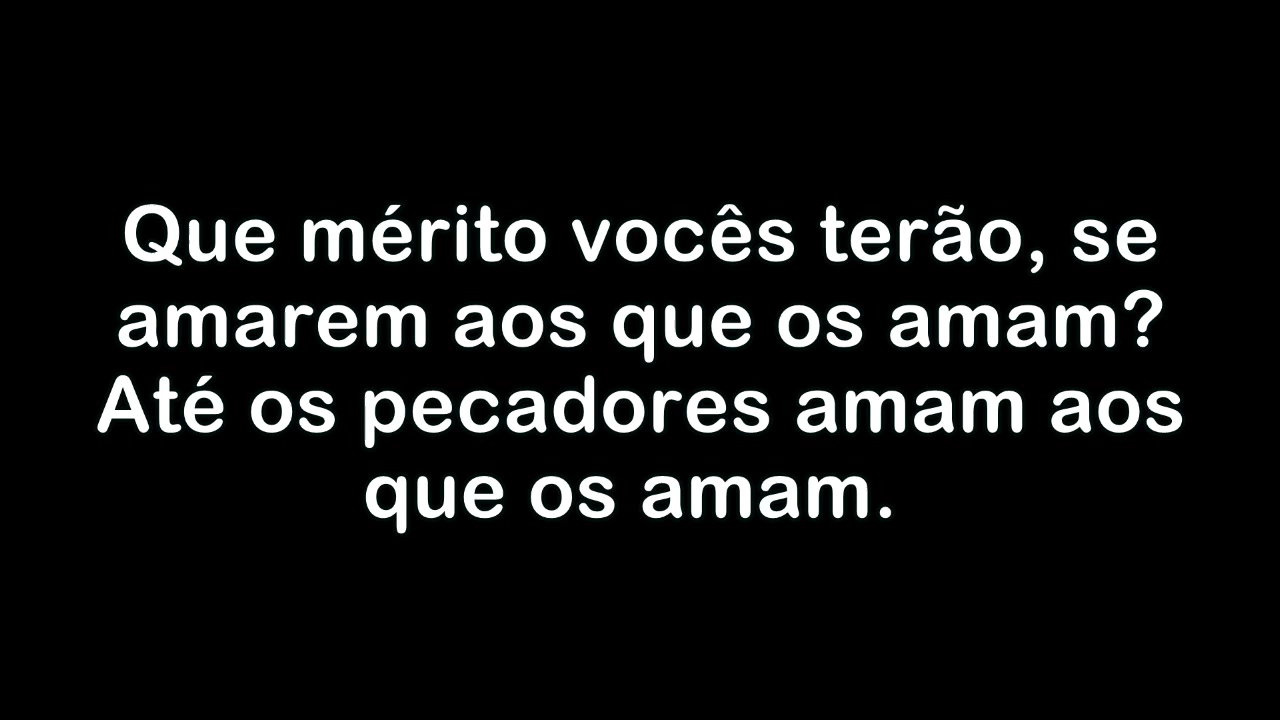 Que mérito vocês terão, se
amarem aos que os amam?
Até os pecadores amam aos
que os amam.